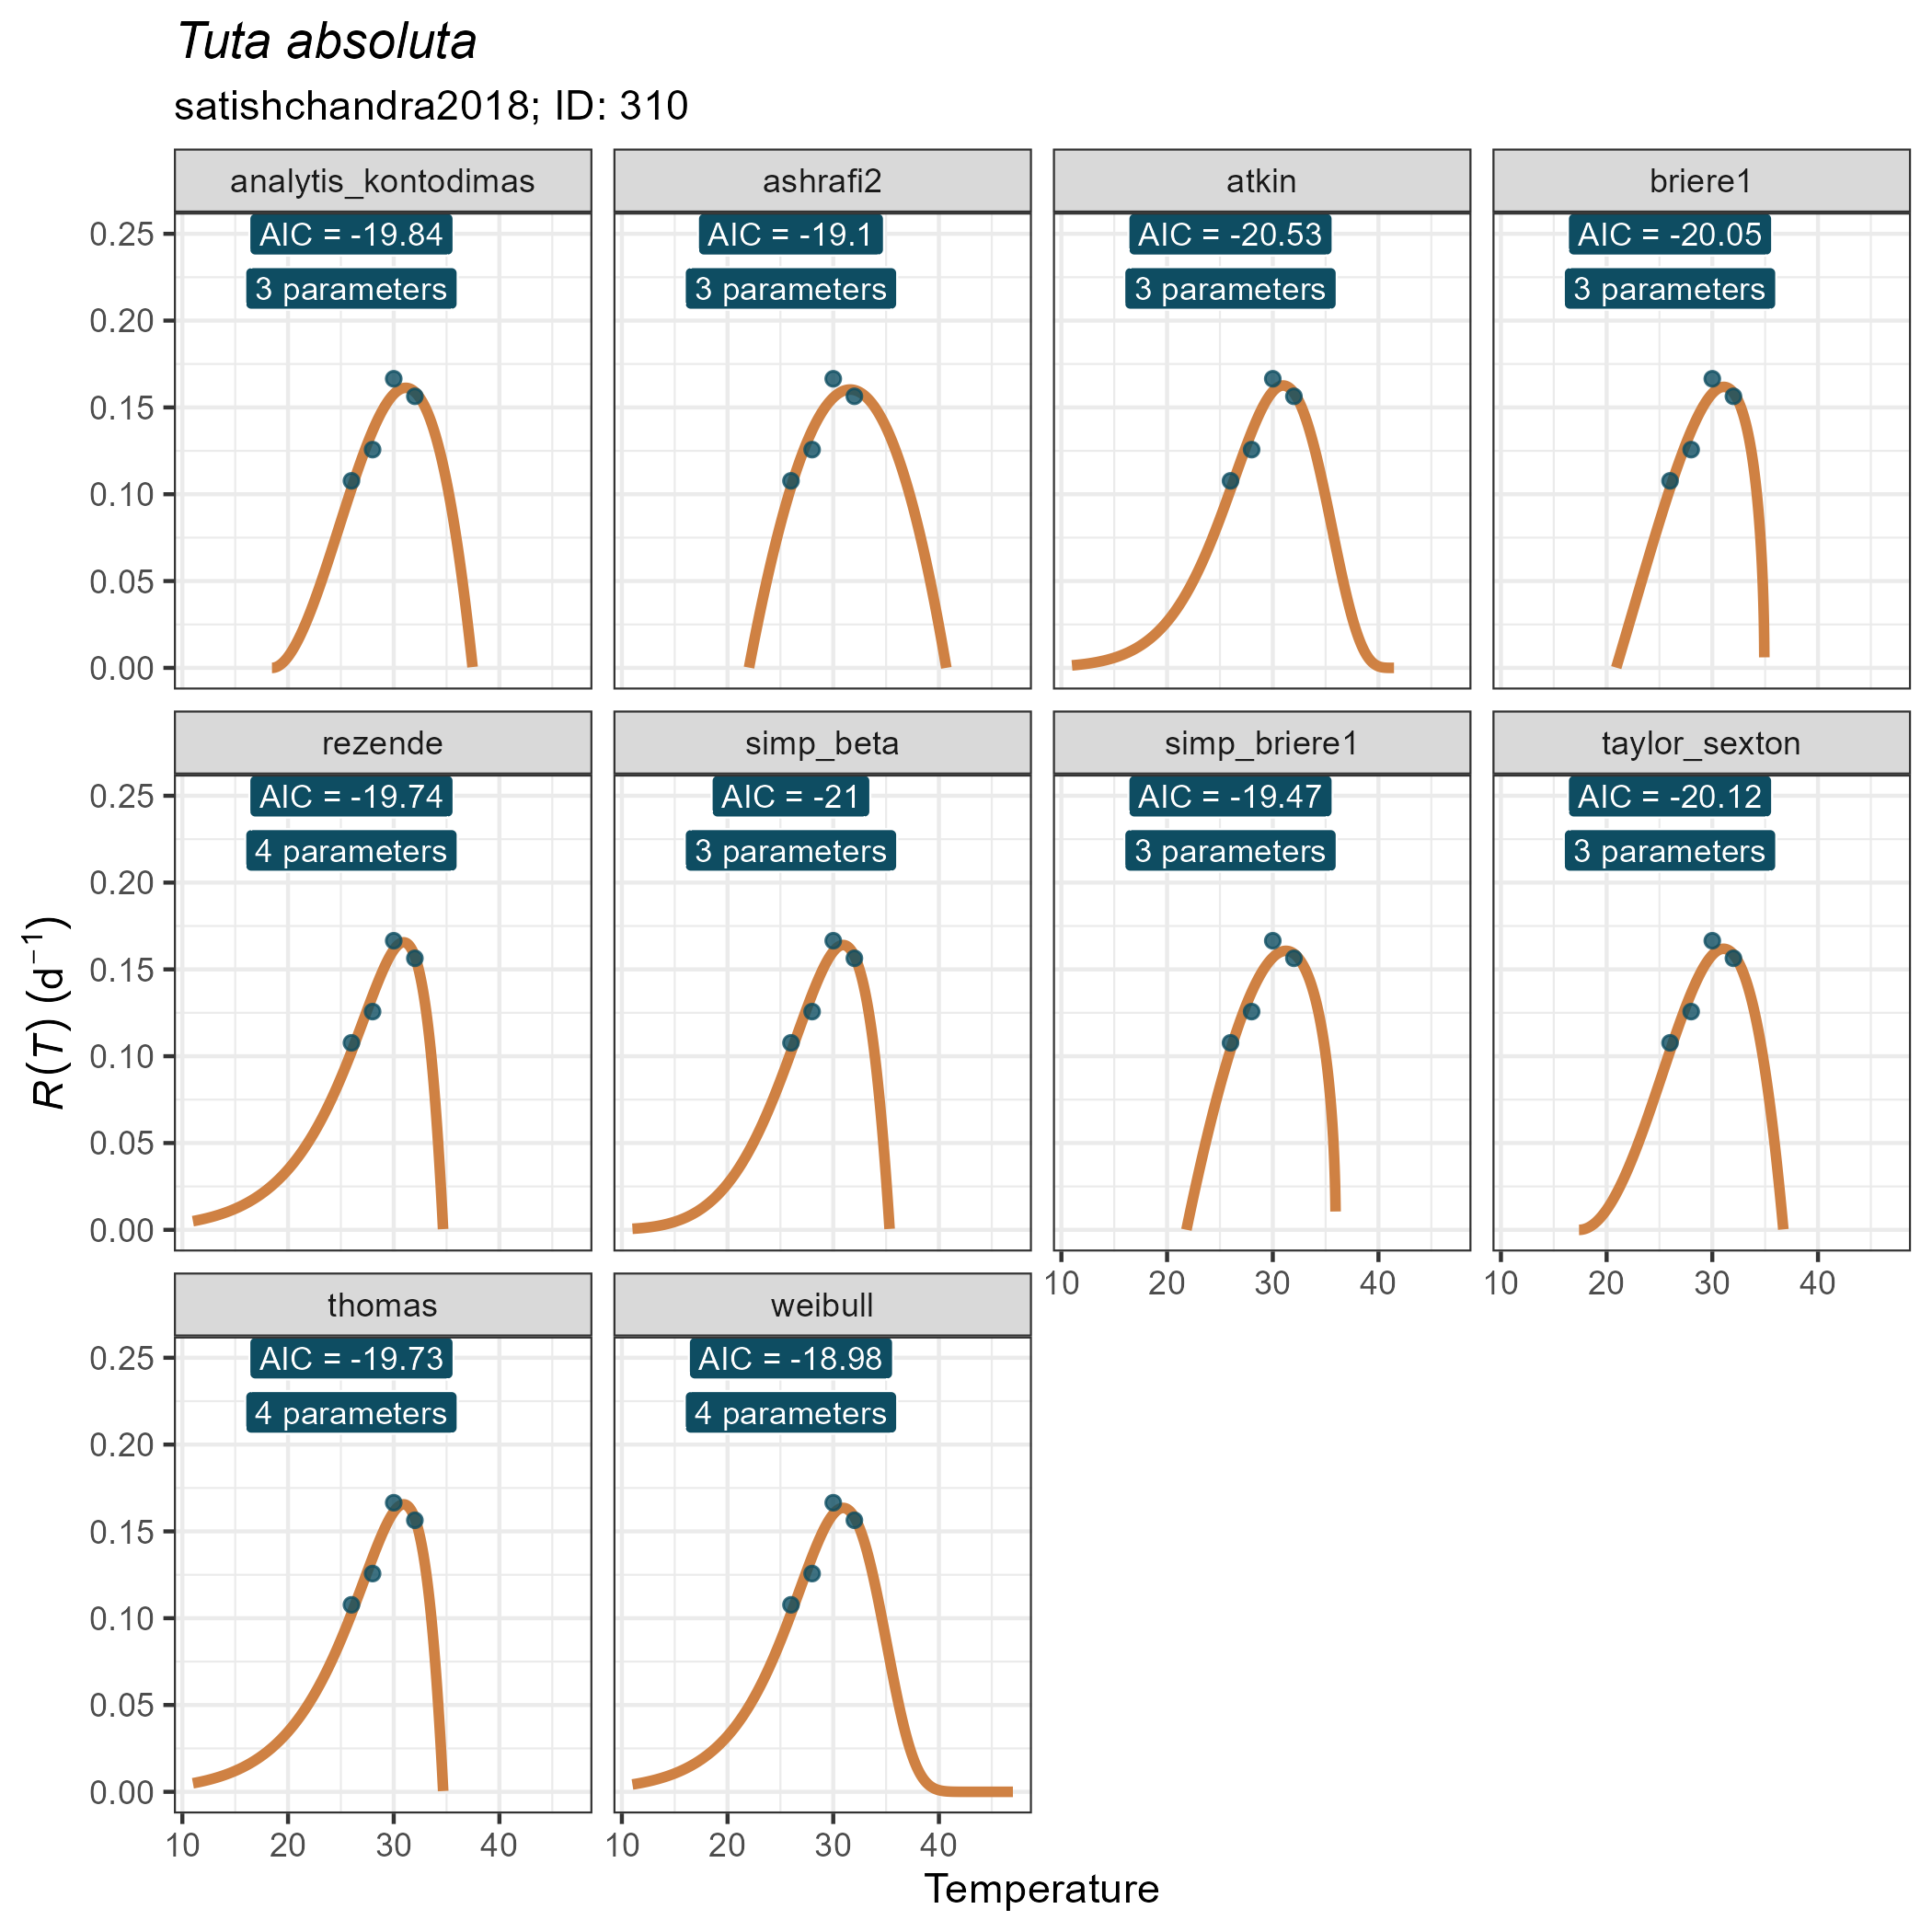 Tuta absoluta
satishchandra2018; ID: 310
analytis_kontodimas ashrafi2 atkin briere1
AIC = -19.84 AIC = -19.1 AIC = -20.53 AIC = -20.05
3 parameters 3 parameters 3 parameters 3 parameters
0.25
0.20
0.15
0.10
0.05
0.00
rezende simp_beta simp_briere1 taylor_sexton
AIC = -19.74 AIC = -21 AIC = -19.47 AIC = -20.12
4 parameters 3 parameters 3 parameters 3 parameters
0.25
0.20
0.15
0.10
0.05
0.00
10 20 30 40 10 20 30 40
R(T) (d⁻¹)
thomas weibull
AIC = -19.73 AIC = -18.98
4 parameters 4 parameters
0.25
0.20
0.15
0.10
0.05
0.00
10 20 30 40 10 20 30 40
Temperature